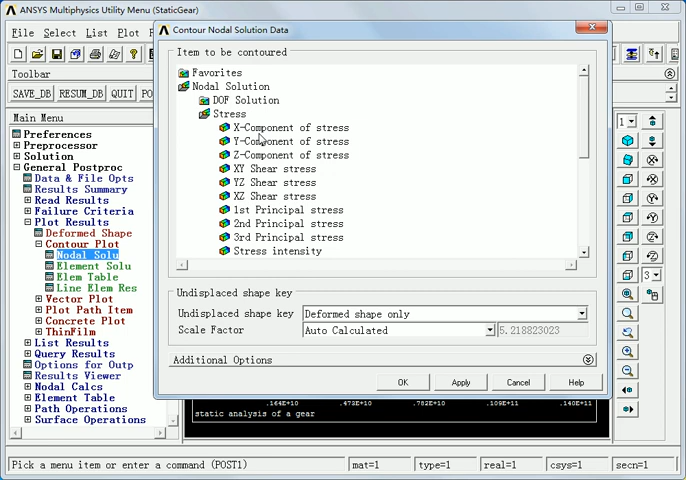 ANSYS Multiphysics Utility Menu (StaticGear)
File Select List Plot
Toolbar
SAVE_DB RESUM_DB QUIT
Main Menu
Preferences
Preprocessor
Solution
General Postproc
Data & File Opts
Results Summary
Read Results
Failure Criteria
Plot Results
Deformed Shape
Contour Plot
Nodal Solu
Element Solu
Elem Table
Line Elem Res
Vector Plot
Plot Path Item
Concrete Plot
ThinFilm
List Results
Query Results
Options for Outp
Results Viewer
Nodal Calcs
Element Table
Path Operations
Surface Operations
Contour Nodal Solution Data
Item to be contoured
Favorites
Nodal Solution
DOF Solution
Stress
X-Component of stress
Y-Component of stress
Z-Component of stress
XY Shear stress
YZ Shear stress
XZ Shear stress
1st Principal stress
2nd Principal stress
3rd Principal stress
Stress intensity
Undisplaced shape key
Undisplaced shape key Deformed shape only
Scale Factor Auto Calculated 5.218823023
Additional Options
OK Apply Cancel Help
1
3
.164E+10 .473E+10 .782E+10 .109E+11 .140E+11
static analysis of a gear
Pick a menu item or enter a command (POST1) mat=1 type=1 real=1 csys=1 secn=1